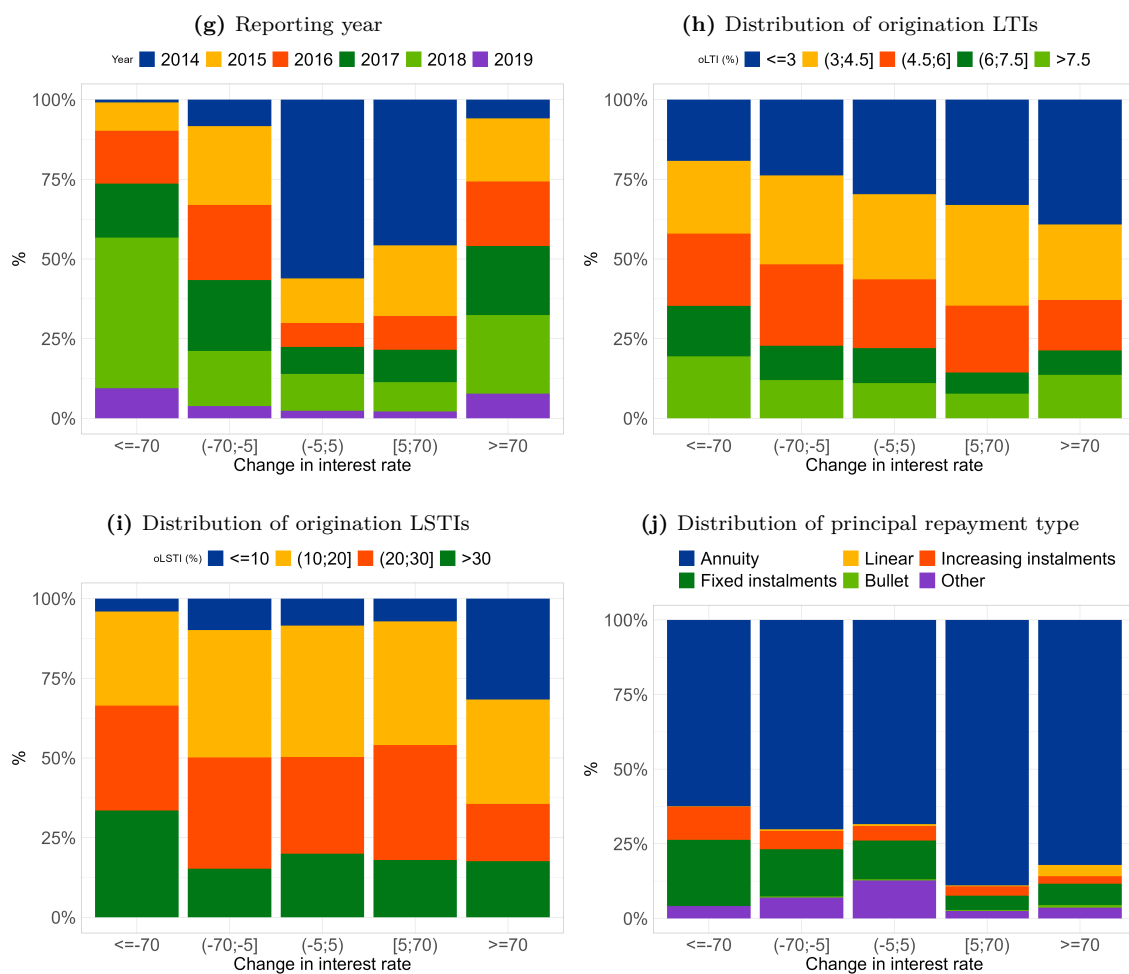 (g) Reporting year
Year 2014 2015 2016 2017 2018 2019
100%
75%
50%
25%
0%
%
<=-70 (-70;-5] (-5;5) [5;70) >=70
Change in interest rate
(h) Distribution of origination LTIs
oLTI (%) <=3 (3;4.5] (4.5;6] (6;7.5] >7.5
100%
75%
50%
25%
0%
%
<=-70 (-70;-5] (-5;5) [5;70) >=70
Change in interest rate
(i) Distribution of origination LSTIs
oLSTI (%) <=10 (10;20] (20;30] >30
100%
75%
50%
25%
0%
%
<=-70 (-70;-5] (-5;5) [5;70) >=70
Change in interest rate
(j) Distribution of principal repayment type
Annuity Linear Increasing instalments
Fixed instalments Bullet Other
100%
75%
50%
25%
0%
%
<=-70 (-70;-5] (-5;5) [5;70) >=70
Change in interest rate